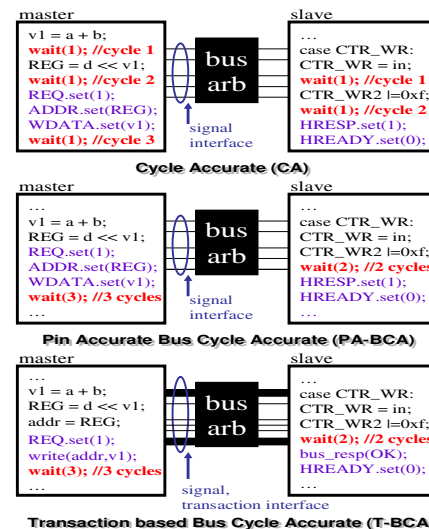 master
v1 = a + b;
wait(1); //cycle 1
REG = d << v1;
wait(1); //cycle 2
REQ.set(1);
ADDR.set(REG);
WDATA.set(v1);
wait(1); //cycle 3
bus
arb
signal
interface
slave
...
case CTR_WR:
CTR_WR = in;
wait(1); //cycle 1
CTR_WR2 |=0xf;
wait(1); //cycle 2
HRESP.set(1);
HREADY.set(0);
Cycle Accurate (CA)
master
...
v1 = a + b;
REG = d << v1;
REQ.set(1);
ADDR.set(REG);
WDATA.set(v1);
wait(3); //3 cycles
...
bus
arb
signal
interface
slave
...
case CTR_WR:
CTR_WR = in;
CTR_WR2 |=0xf;
wait(2); //2 cycles
HRESP.set(1);
HREADY.set(0);
...
Pin Accurate Bus Cycle Accurate (PA-BCA)
master
...
v1 = a + b;
REG = d << v1;
addr = REG;
REQ.set(1);
write(addr,v1);
wait(3); //3 cycles
...
bus
arb
signal,
transaction interface
slave
...
case CTR_WR:
CTR_WR = in;
CTR_WR2 |=0xf;
wait(2); //2 cycles
bus_resp(OK);
HREADY.set(0);
...
Transaction based Bus Cycle Accurate (T-BCA